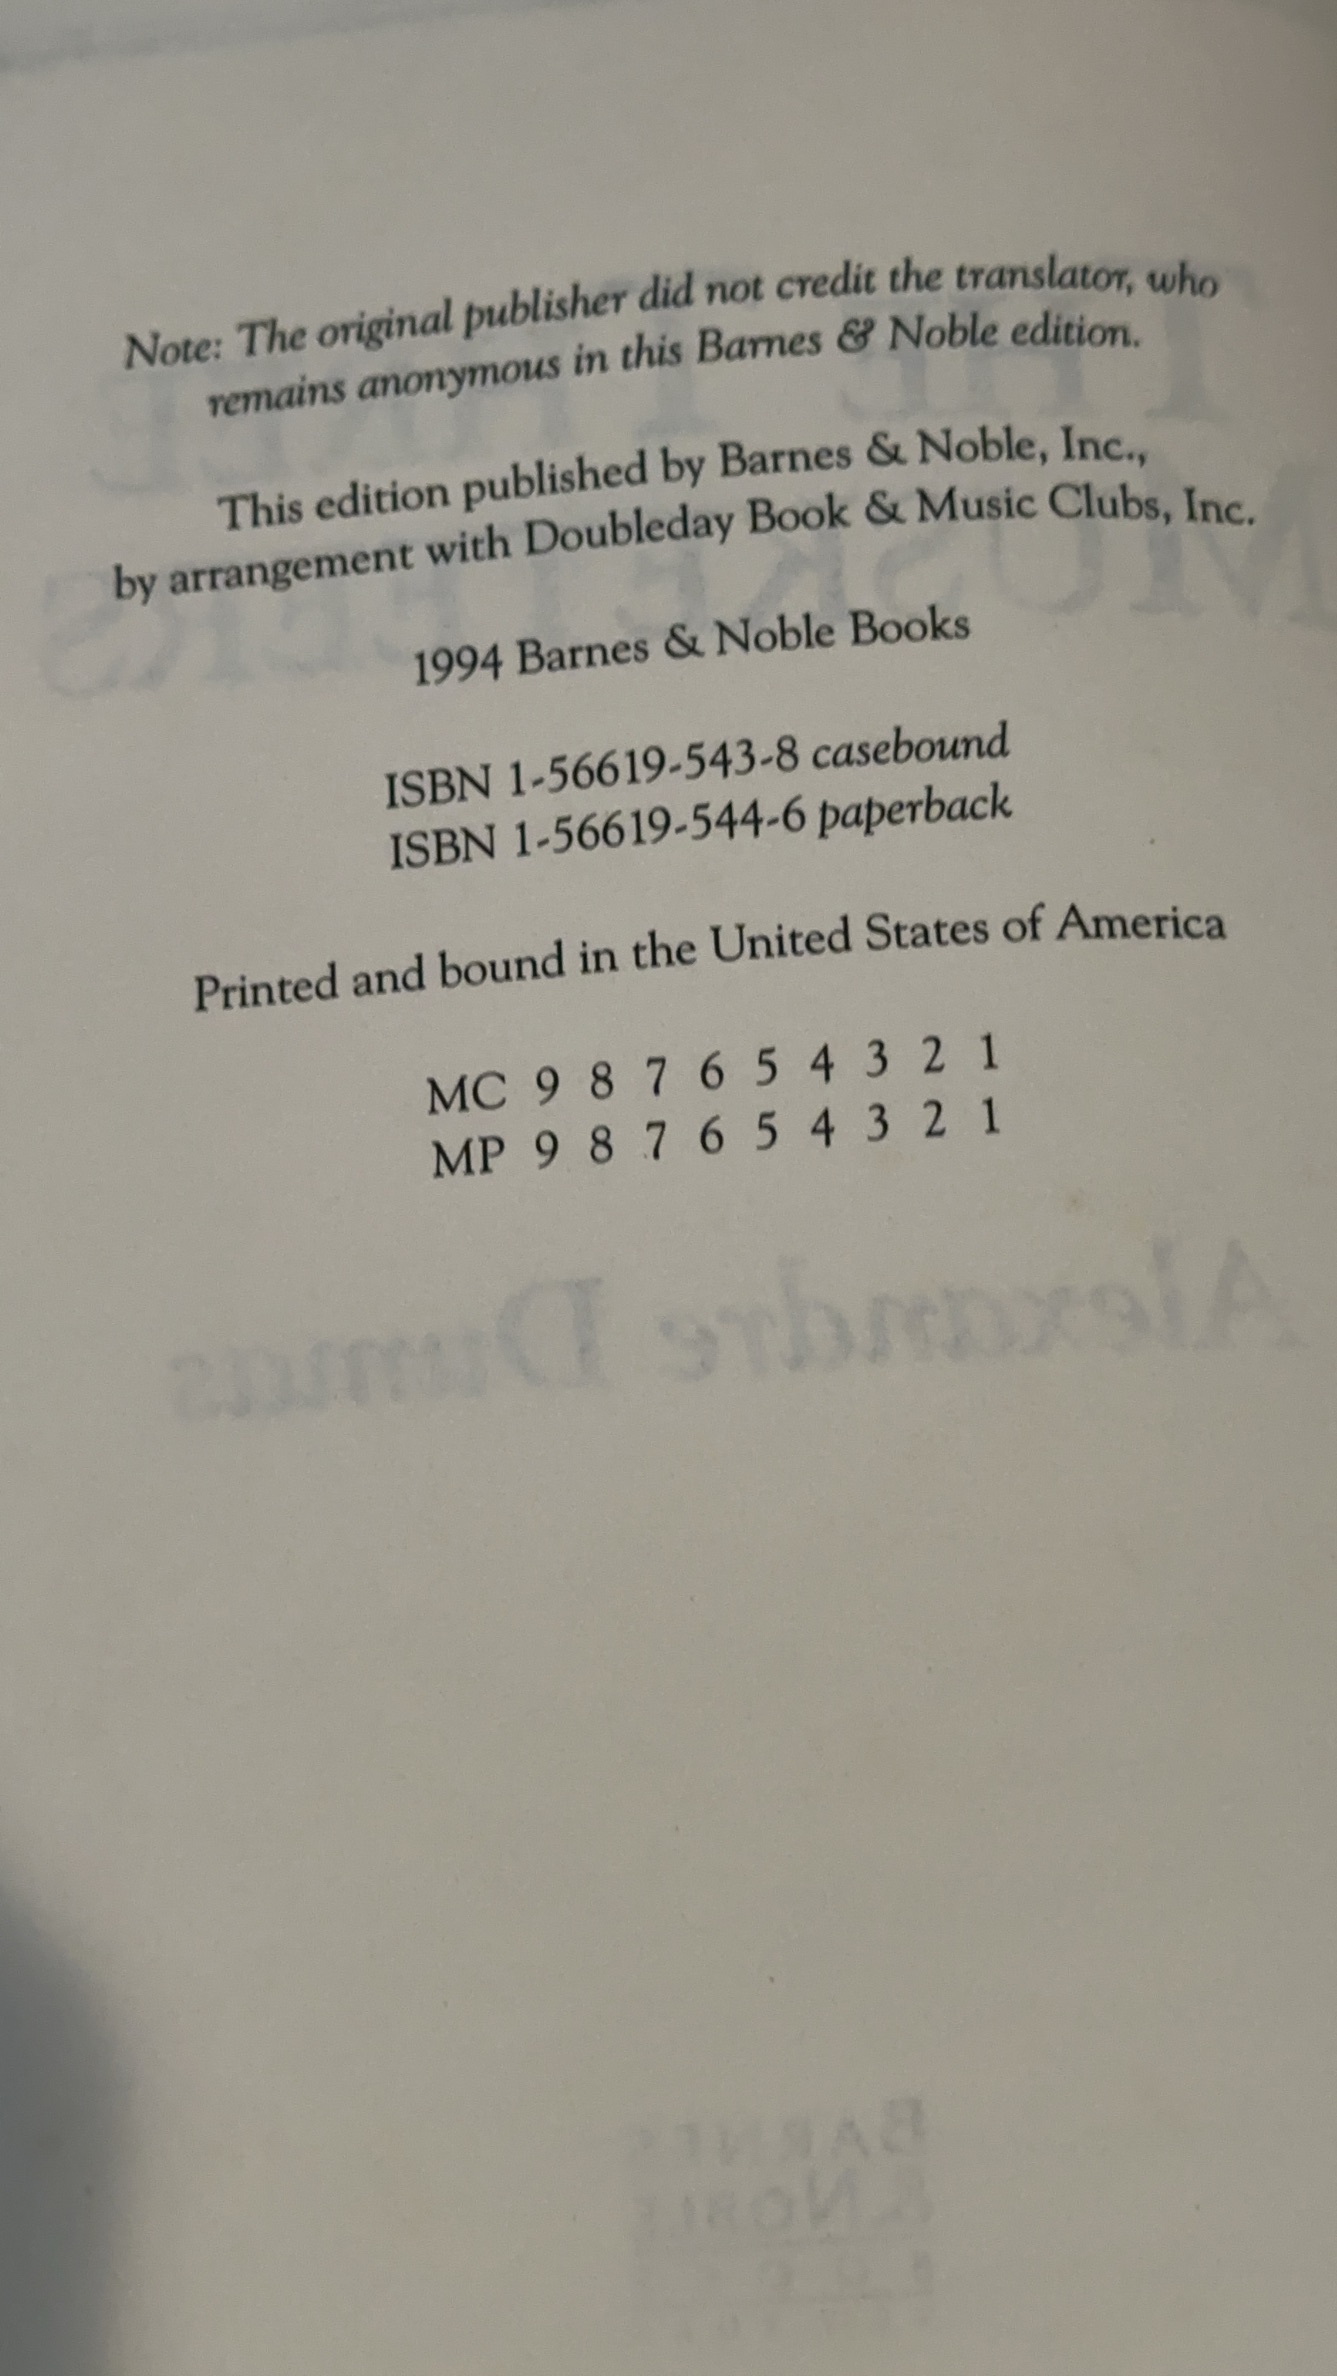 Note: The original publisher did not credit the translator, who
remains anonymous in this Barnes & Noble edition.
This edition published by Barnes & Noble, Inc.,
by arrangement with Doubleday Book & Music Clubs, Inc.
1994 Barnes & Noble Books
ISBN 1-56619-543-8 casebound
ISBN 1-56619-544-6 paperback
Printed and bound in the United States of America
MC 9 8 7 6 5 4 3 2 1
MP 9 8 7 6 5 4 3 2 1
Alexandre Dumas
BARNES
& NOBLE